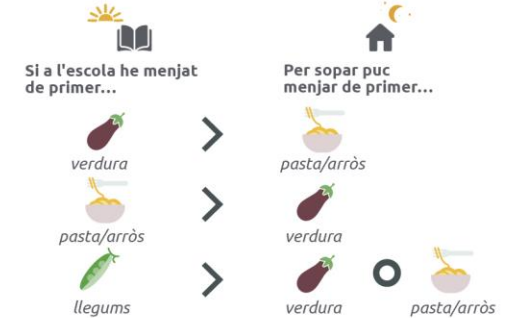 Si a l'escola he menjat
de primer...
Per sopar puc
menjar de primer...
verdura
pasta/arròs
pasta/arròs
verdura
llegums
verdura
O
pasta/arròs